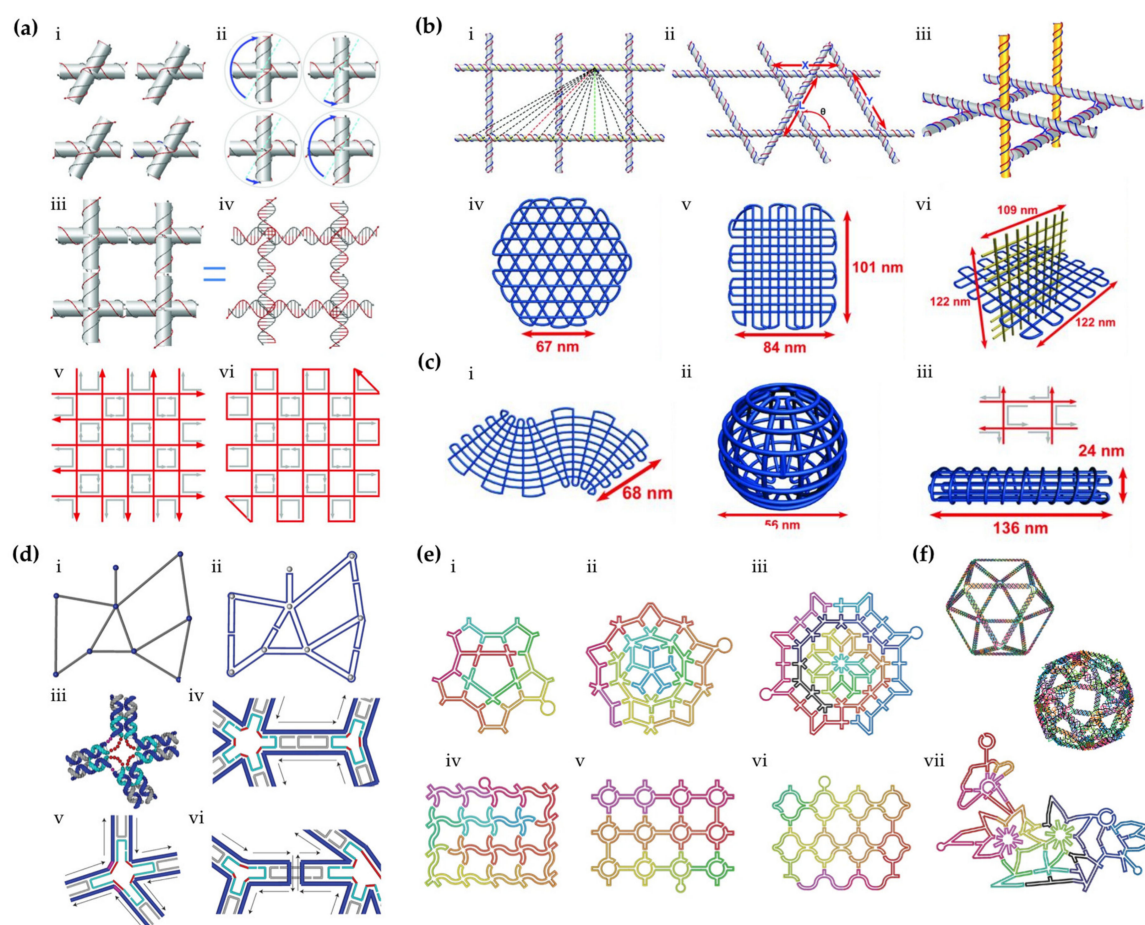 (a)
i
ii
iii
iv
v
vi
(b)
i
ii
X
Y
L
θ
iii
iv
67 nm
v
101 nm
84 nm
vi
109 nm
122 nm
122 nm
(c)
i
68 nm
ii
56 nm
iii
24 nm
136 nm
(d)
i
ii
iii
iv
v
vi
(e)
i
ii
iii
iv
v
vi
vii
(f)